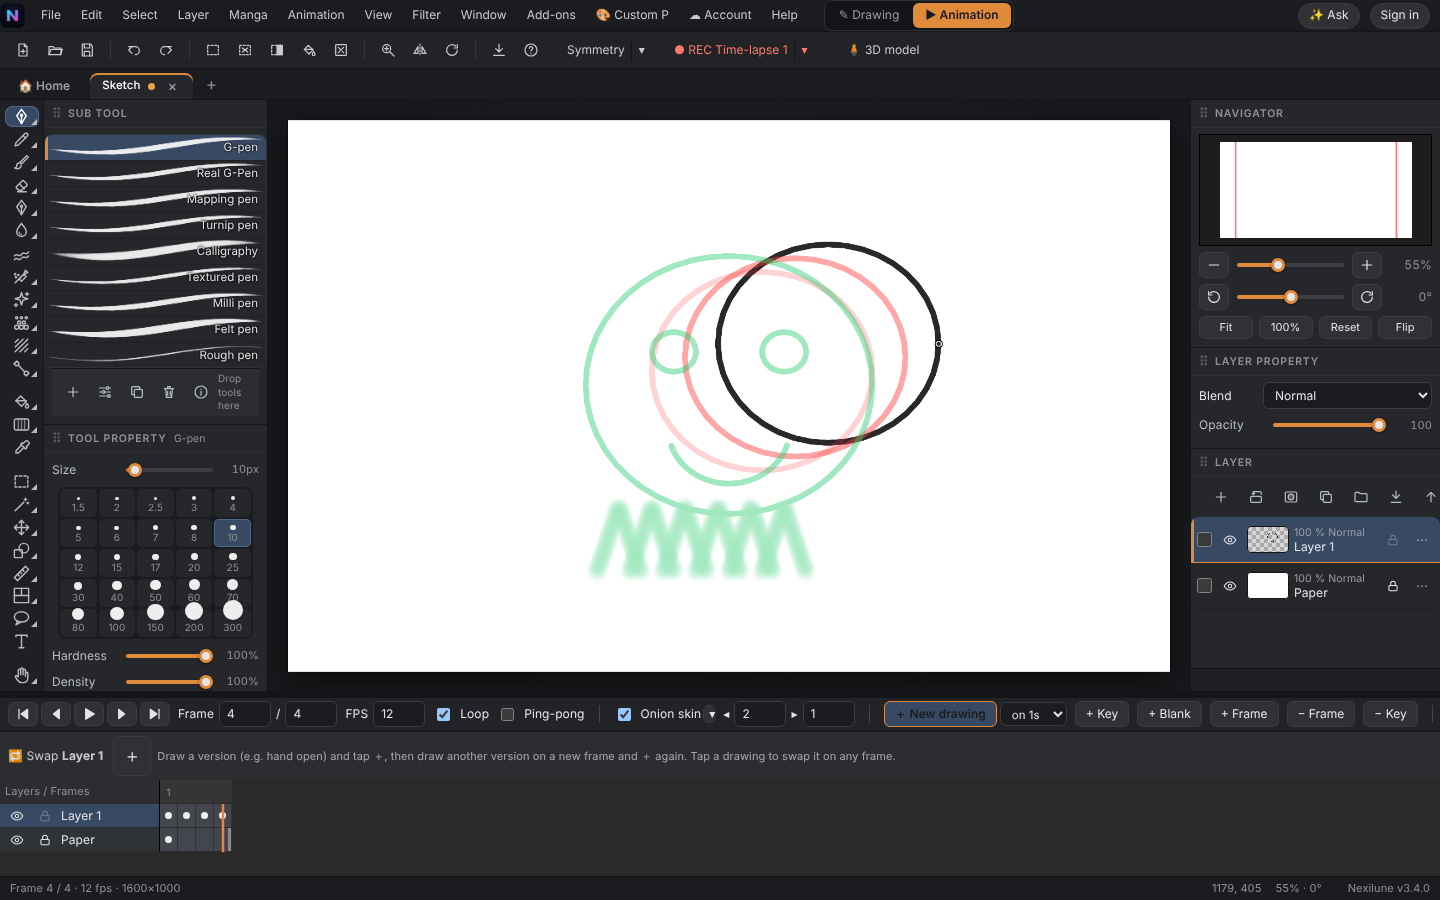 N File Edit Select Layer Manga Animation View Filter Window Add-ons Custom P Account Help Drawing Animation Ask Sign in
Symmetry REC Time-lapse 1 3D model
Home Sketch × +
SUB TOOL
G-pen
Real G-Pen
Mapping pen
Turnip pen
Calligraphy
Textured pen
Milli pen
Felt pen
Rough pen
Drop
tools
here
TOOL PROPERTY G-pen
Size 10px
1.5 2 2.5 3 4
5 6 7 8 10
12 15 17 20 25
30 40 50 60 70
80 100 150 200 300
Hardness 100%
Density 100%
NAVIGATOR
55%
0°
Fit 100% Reset Flip
LAYER PROPERTY
Blend Normal
Opacity 100
LAYER
100 % Normal
Layer 1
100 % Normal
Paper
Frame 4 / 4 FPS 12 Loop Ping-pong Onion skin 2 1 + New drawing on 1s + Key + Blank + Frame − Frame − Key
Swap Layer 1 + Draw a version (e.g. hand open) and tap +, then draw another version on a new frame and + again. Tap a drawing to swap it on any frame.
Layers / Frames 1
Layer 1
Paper
Frame 4 / 4 · 12 fps · 1600×1000 1179, 405 55% · 0° Nexilune v3.4.0